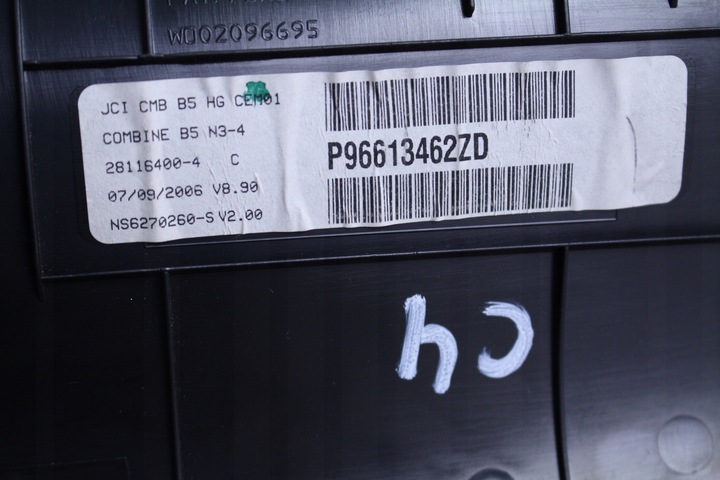 WD02096695
JCI CMB B5 HG CEM01
COMBINE B5 N3-4
28116400-4 C
07/09/2006 V8.90
NS6270260-S V2.00
P96613462ZD
C4